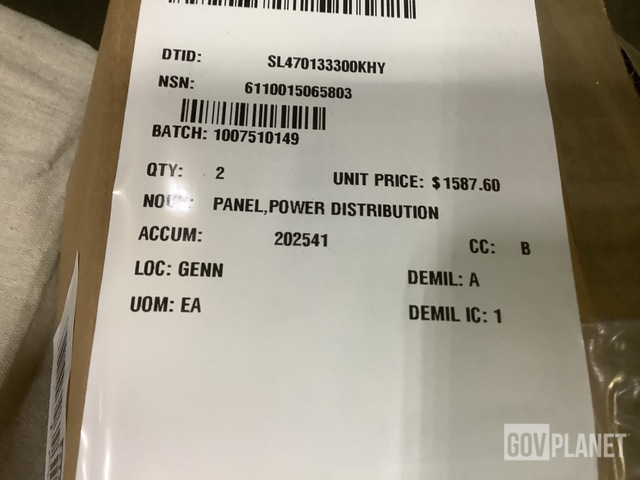 DTID: SL470133300KHY
NSN: 6110015065803
BATCH: 1007510149
QTY: 2 UNIT PRICE: $1587.60
PANEL,POWER DISTRIBUTION
ACCUM: 202541 CC: B
LOC: GENN DEMIL: A
UOM: EA DEMIL IC: 1
GOVPLANET